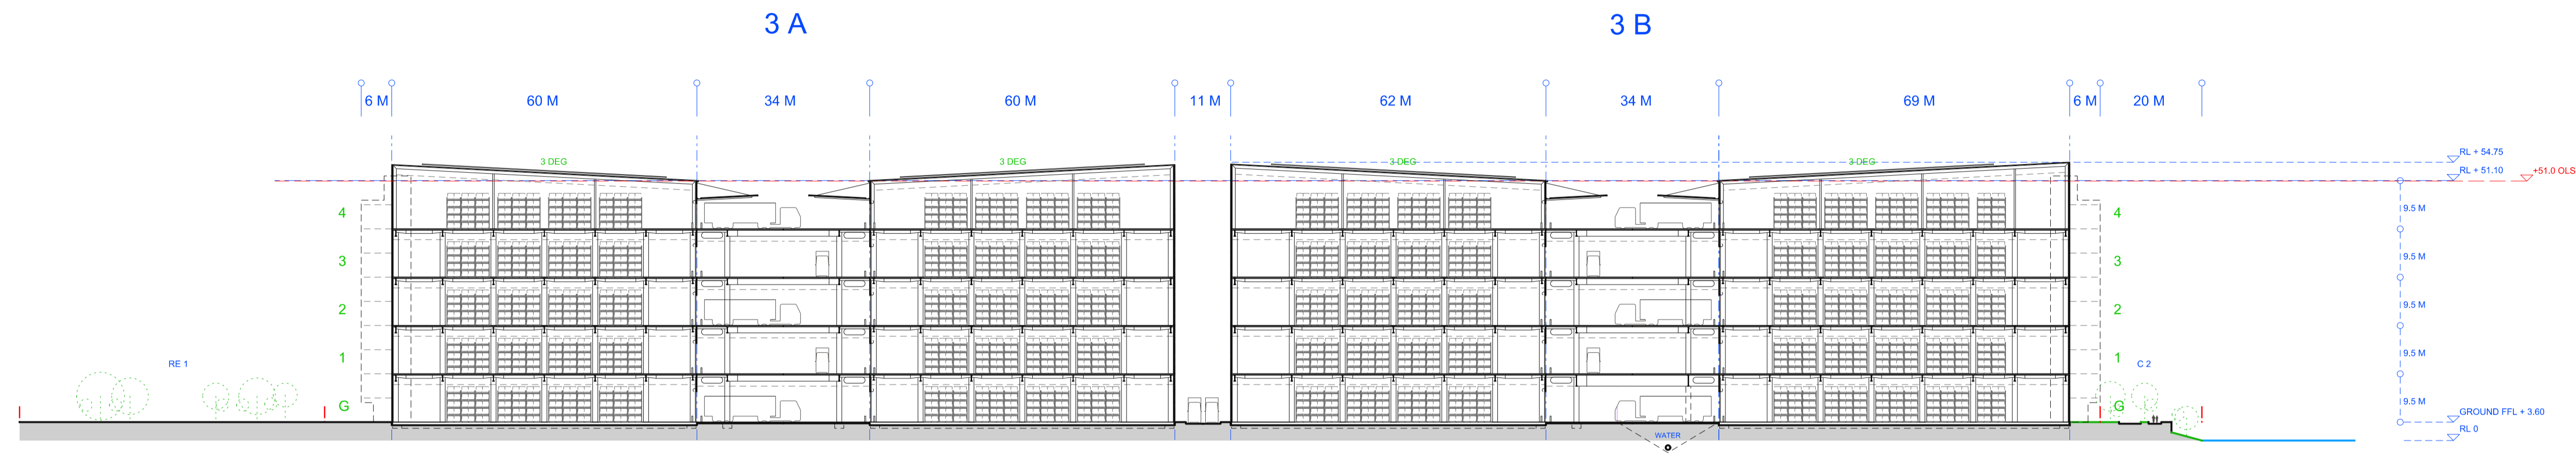 3 A
3 B
6 M
60 M
34 M
60 M
11 M
62 M
34 M
69 M
6 M
20 M
3 DEG
3 DEG
3 DEG
3 DEG
RL + 54.75
RL + 51.10
+51.0 OLS
4
4
9.5 M
3
3
9.5 M
2
2
9.5 M
1
1
9.5 M
RE 1
C 2
G
G
9.5 M
GROUND FFL + 3.60
RL 0
WATER